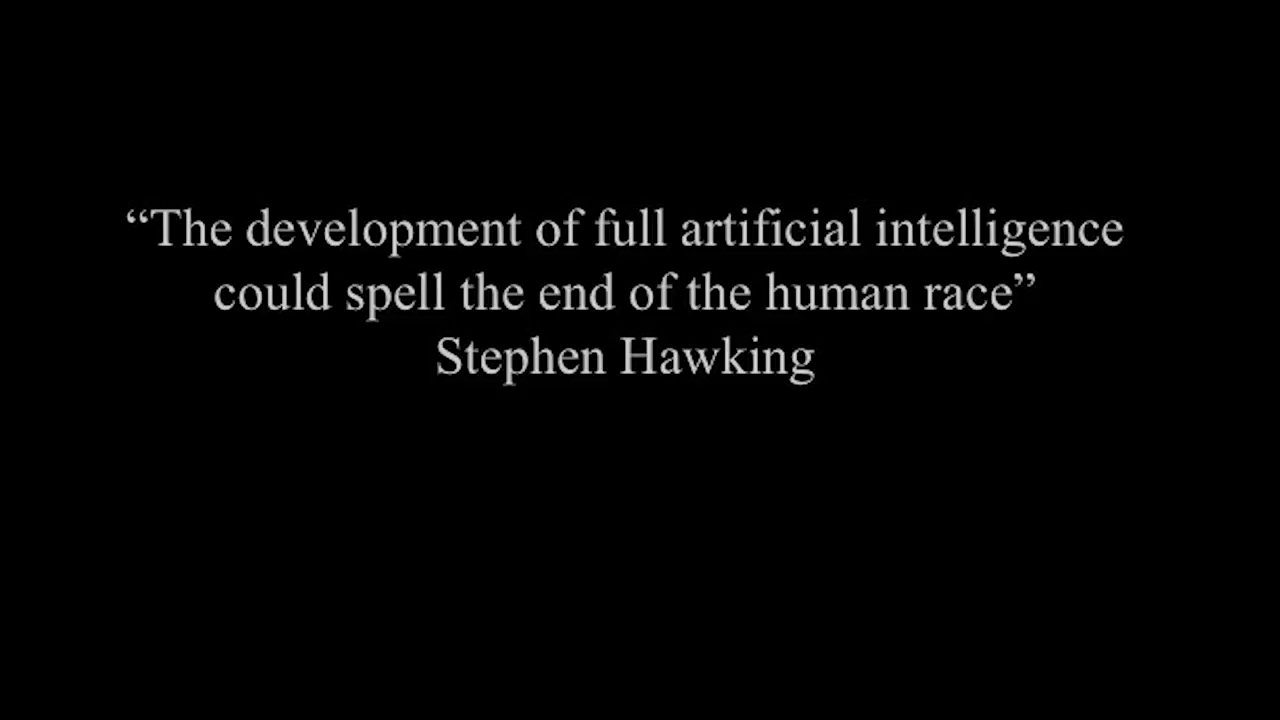 “The development of full artificial intelligence
could spell the end of the human race”
Stephen Hawking